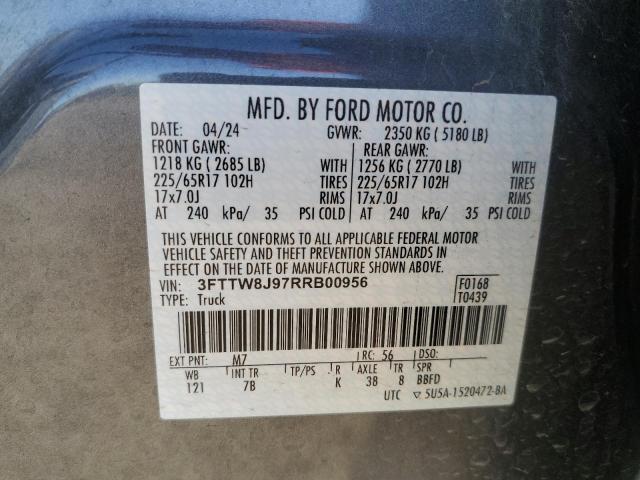 MFD. BY FORD MOTOR CO.
DATE: 04/24 GVWR: 2350 KG ( 5180 LB)
FRONT GAWR: REAR GAWR:
1218 KG ( 2685 LB) WITH 1256 KG ( 2770 LB) WITH
225/65R17 102H TIRES 225/65R17 102H TIRES
17x7.0J RIMS 17x7.0J RIMS
AT 240 kPa/ 35 PSI COLD AT 240 kPa/ 35 PSI COLD
THIS VEHICLE CONFORMS TO ALL APPLICABLE FEDERAL MOTOR
VEHICLE SAFETY AND THEFT PREVENTION STANDARDS IN
EFFECT ON THE DATE OF MANUFACTURE SHOWN ABOVE.
VIN: 3FTTW8J97RRB00956 F0168
TYPE: Truck T0439
EXT PNT: M7 RC: 56 DSO:
WB INT TR TP/PS R AXLE TR SPR
121 7B K 38 8 BBFD
UTC ▽ 5U5A-1520472-BA